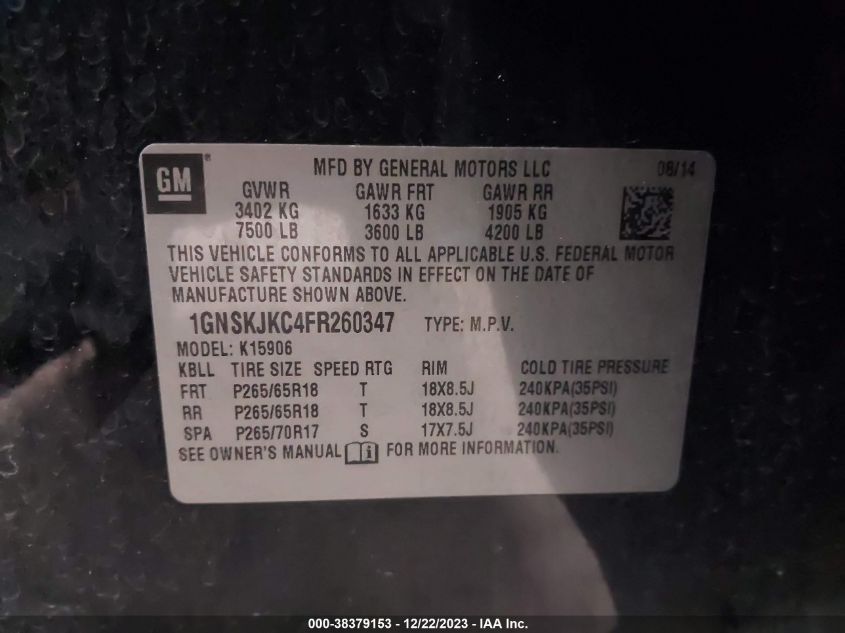 GM ® MFD BY GENERAL MOTORS LLC 08/14
GVWR GAWR FRT GAWR RR
3402 KG 1633 KG 1905 KG
7500 LB 3600 LB 4200 LB
THIS VEHICLE CONFORMS TO ALL APPLICABLE U.S. FEDERAL MOTOR
VEHICLE SAFETY STANDARDS IN EFFECT ON THE DATE OF
MANUFACTURE SHOWN ABOVE.
1GNSKJKC4FR260347 TYPE: M.P.V.
MODEL: K15906
KBLL TIRE SIZE SPEED RTG RIM COLD TIRE PRESSURE
FRT P265/65R18 T 18X8.5J 240KPA(35PSI)
RR P265/65R18 T 18X8.5J 240KPA(35PSI)
SPA P265/70R17 S 17X7.5J 240KPA(35PSI)
SEE OWNER'S MANUAL i FOR MORE INFORMATION.
000-38379153 - 12/22/2023 - IAA Inc.